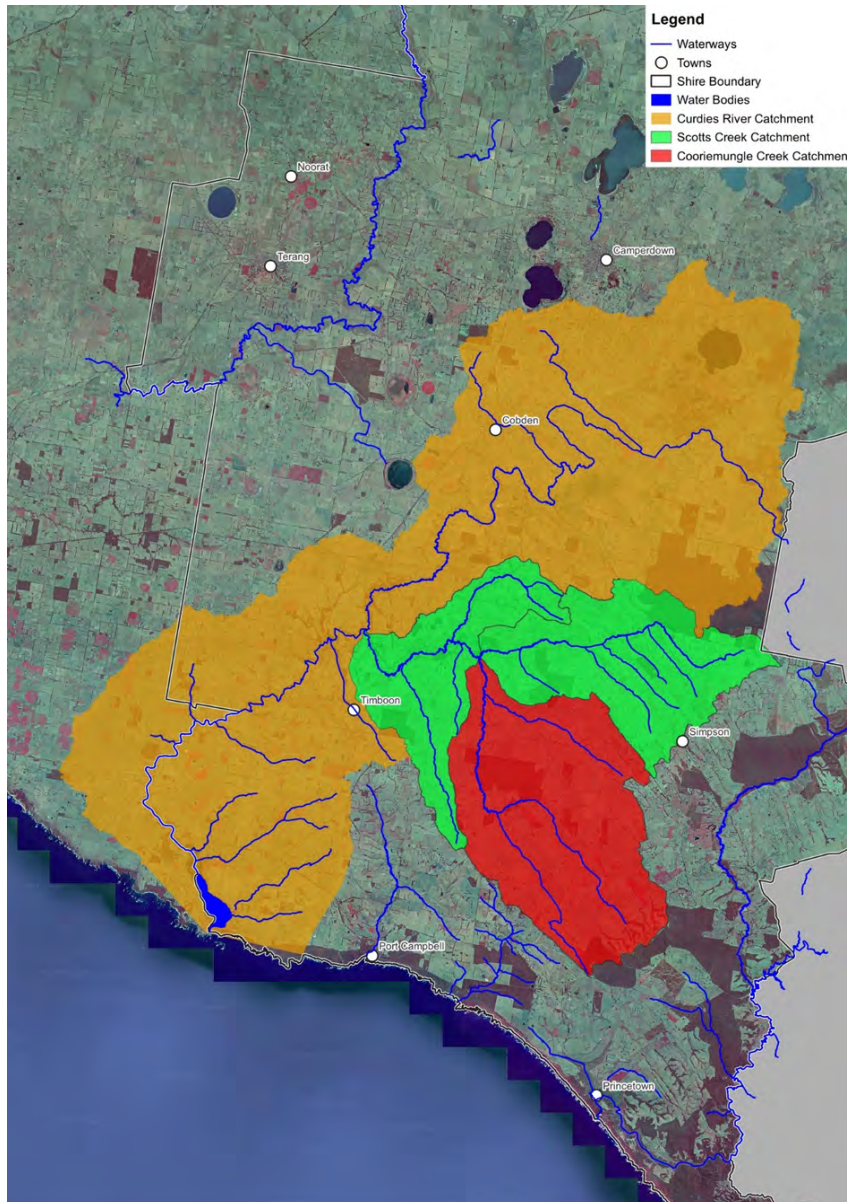 Legend
Waterways
Towns
Shire Boundary
Water Bodies
Curdies River Catchment
Scotts Creek Catchment
Cooriemungle Creek Catchment
Noorat
Terang
Camperdown
Cobden
Timboon
Simpson
Port Campbell
Princetown